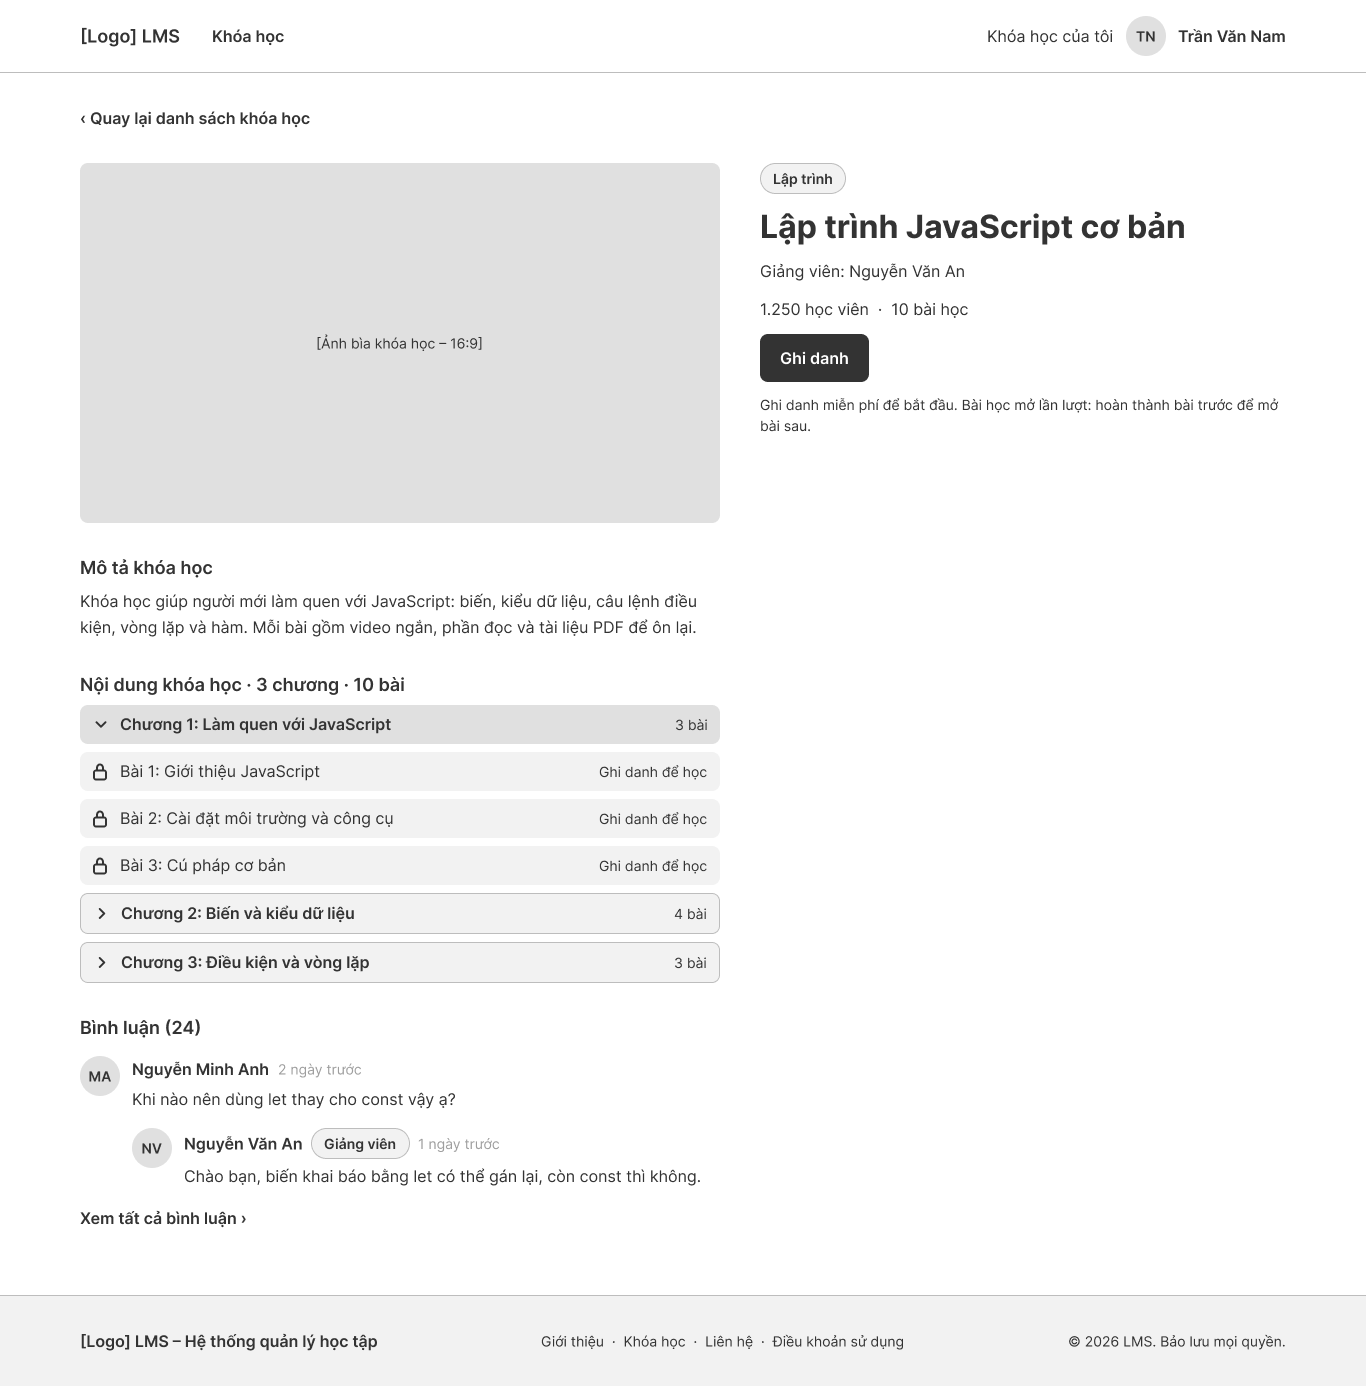 [Logo] LMS
Khóa học
Khóa học của tôi
TN
Trần Văn Nam
‹ Quay lại danh sách khóa học
[Ảnh bìa khóa học – 16:9]
Lập trình
Lập trình JavaScript cơ bản
Giảng viên: Nguyễn Văn An
1.250 học viên · 10 bài học
Ghi danh
Ghi danh miễn phí để bắt đầu. Bài học mở lần lượt: hoàn thành bài trước để mở
bài sau.
Mô tả khóa học
Khóa học giúp người mới làm quen với JavaScript: biến, kiểu dữ liệu, câu lệnh điều
kiện, vòng lặp và hàm. Mỗi bài gồm video ngắn, phần đọc và tài liệu PDF để ôn lại.
Nội dung khóa học · 3 chương · 10 bài
Chương 1: Làm quen với JavaScript
3 bài
Bài 1: Giới thiệu JavaScript
Ghi danh để học
Bài 2: Cài đặt môi trường và công cụ
Ghi danh để học
Bài 3: Cú pháp cơ bản
Ghi danh để học
Chương 2: Biến và kiểu dữ liệu
4 bài
Chương 3: Điều kiện và vòng lặp
3 bài
Bình luận (24)
MA
Nguyễn Minh Anh 2 ngày trước
Khi nào nên dùng let thay cho const vậy ạ?
NV
Nguyễn Văn An Giảng viên 1 ngày trước
Chào bạn, biến khai báo bằng let có thể gán lại, còn const thì không.
Xem tất cả bình luận ›
[Logo] LMS – Hệ thống quản lý học tập
Giới thiệu · Khóa học · Liên hệ · Điều khoản sử dụng
© 2026 LMS. Bảo lưu mọi quyền.